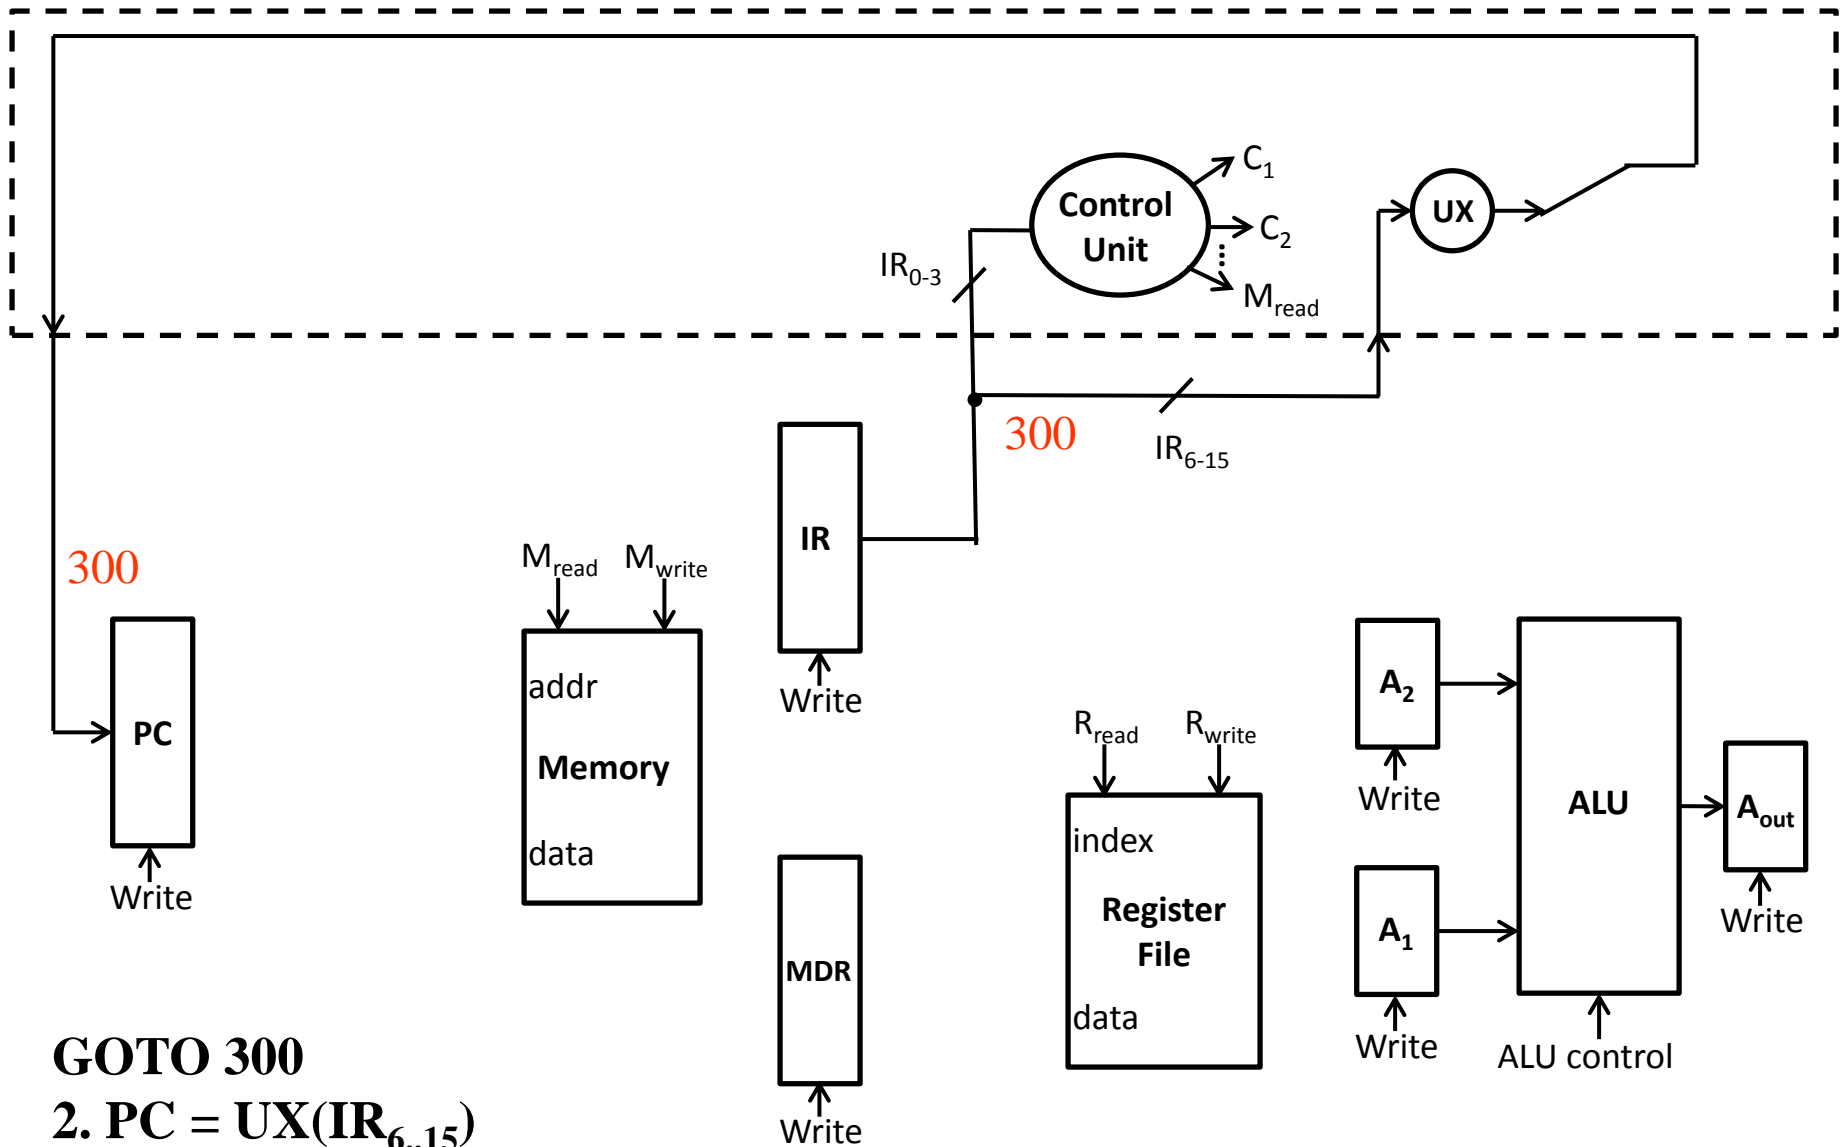 C1
Control
Unit
UX
C2
IR0-3
Mread
300
IR6-15
IR
300
Mread
Mwrite
addr
Write
A2
PC
Rread
Rwrite
Memory
Write
ALU
Aout
index
data
Write
Register
File
A1
Write
MDR
data
Write
ALU control
GOTO 300
2. PC = UX(IR6..15)
Write